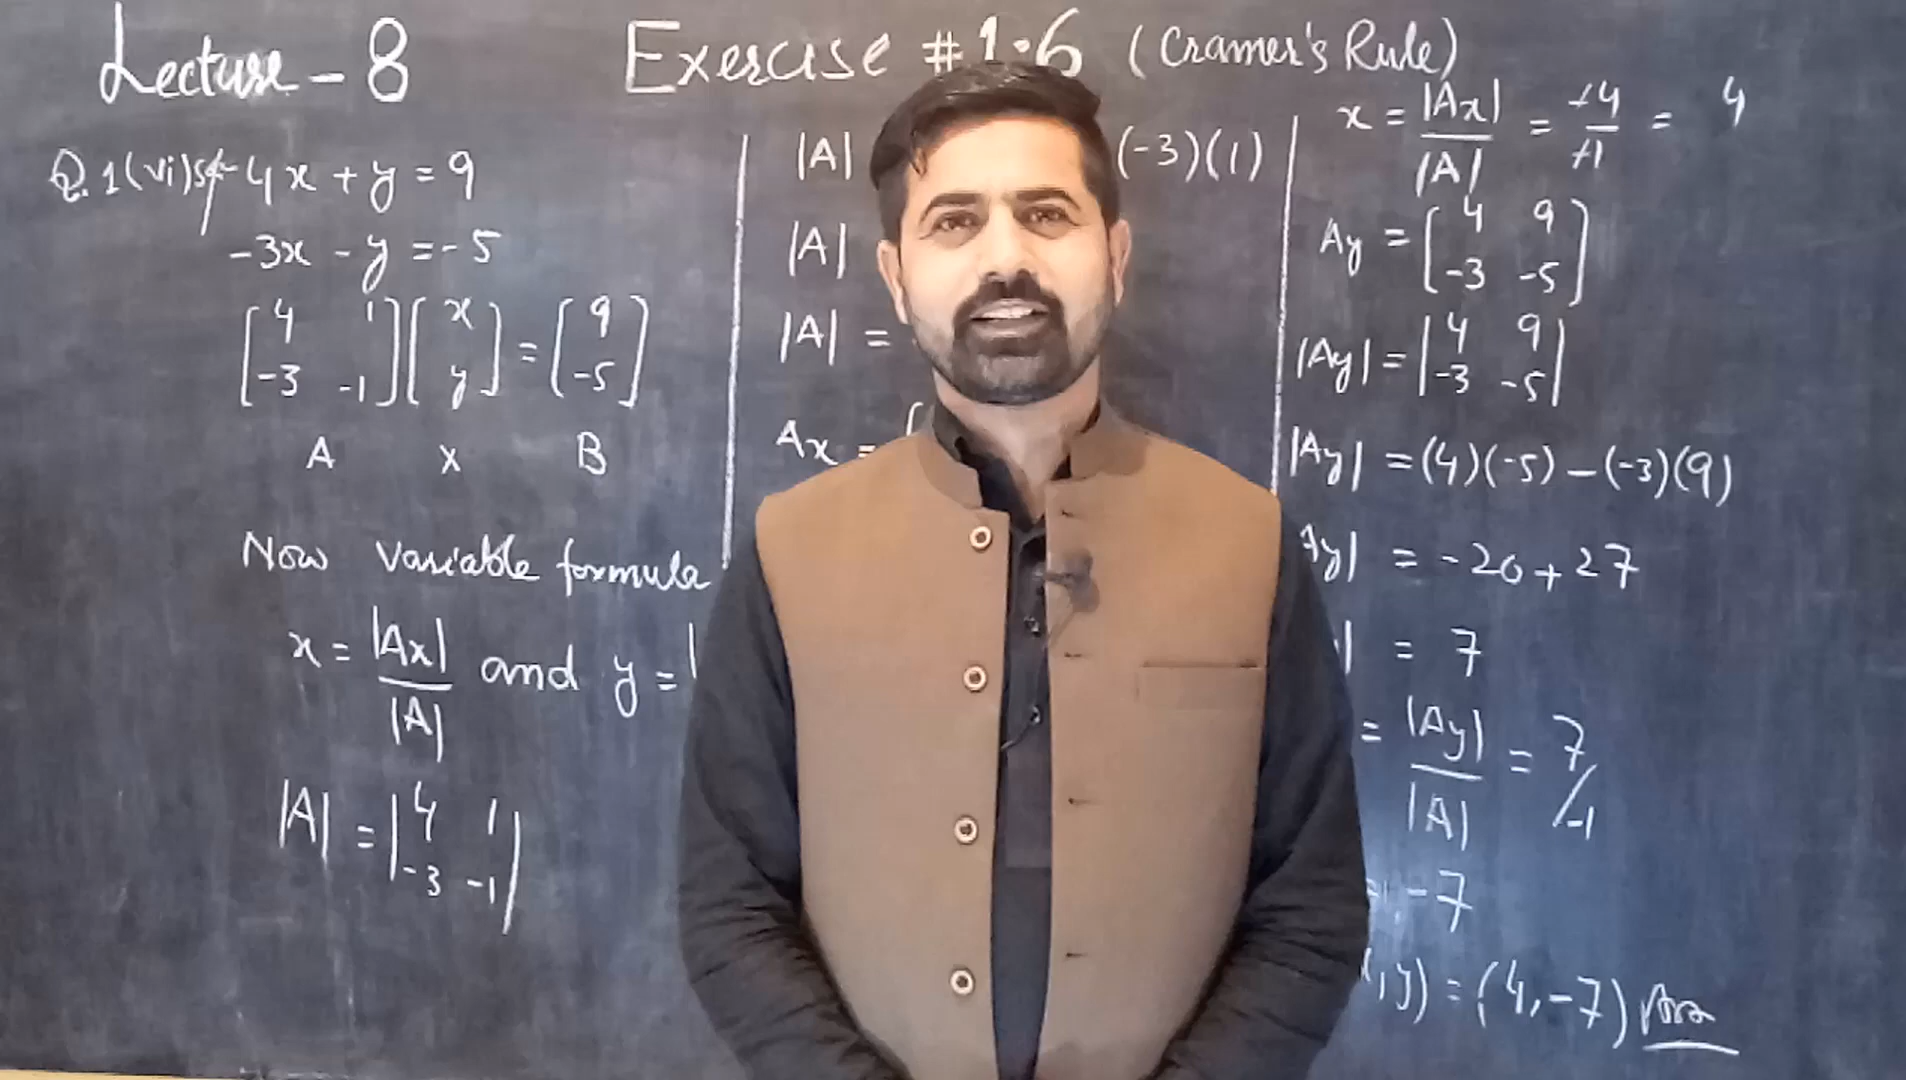 Lecture - 8
Exercise # 1.6 (Cramer's Rule)
Q.1(vi) 4x + y = 9
-3x - y = -5
[4 1 [x = [9
-3 -1] y] -5]
A X B
Now variable formula
x = |Ax| / |A| and y = |
|A| = |4 1
-3 -1|
|A| (-3)(1)
|A|
|A| =
Ax =
x = |Ax| / |A| = -4 / -1 = 4
Ay = [4 9
-3 -5]
|Ay| = |4 9
-3 -5|
|Ay| = (4)(-5) - (-3)(9)
Ay| = -20 + 27
| = 7
= |Ay| / |A| = 7/-1
= -7
,y) = (4,-7) Ans